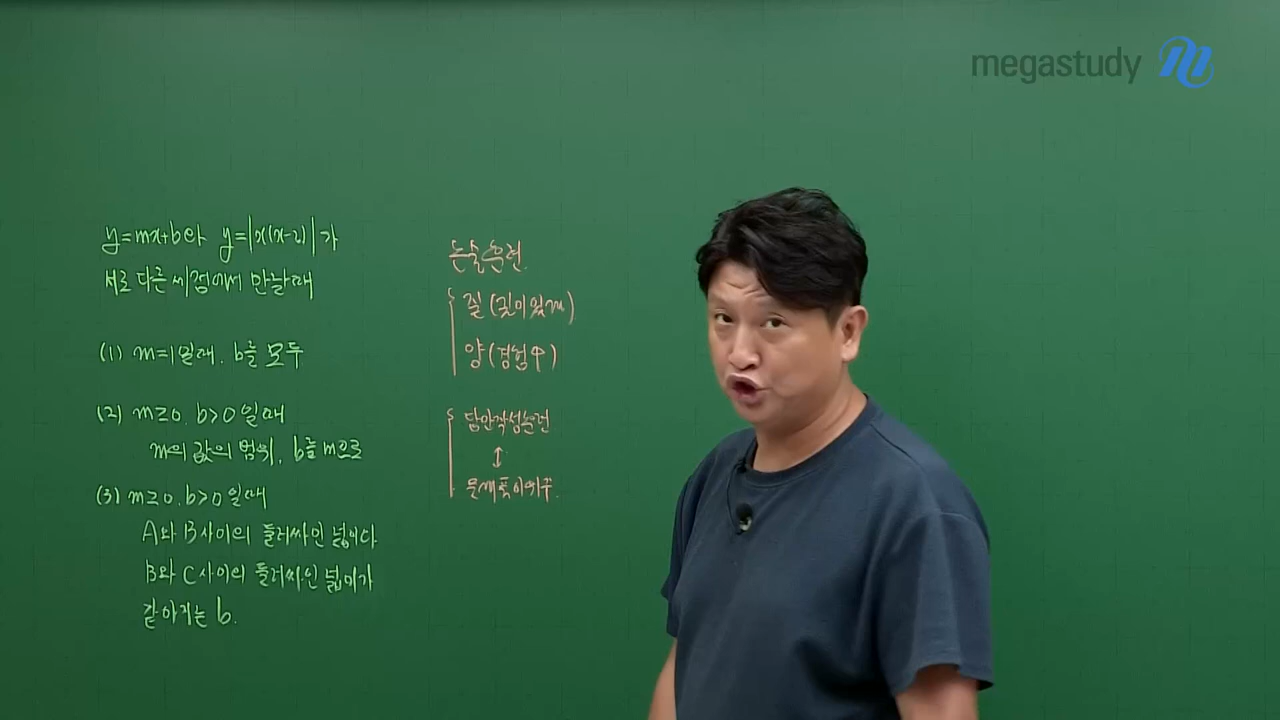 megastudy
y=mx+b와 y=|x(x-2)|가
서로 다른 세점에서 만날때
(1) m=1일때. b를 모두
(2) m≥0. b>0일때
m의 값의 범위, b를 m으로
(3) m≥0. b>0일때
A와 B사이의 둘러싸인 넓이다
B와 C사이의 둘러싸인 넓이가
같아지는 b.
논술훈련.
질 (깊이있게)
양 (경험↑)
답안작성훈련
↕
문제풀이위주.